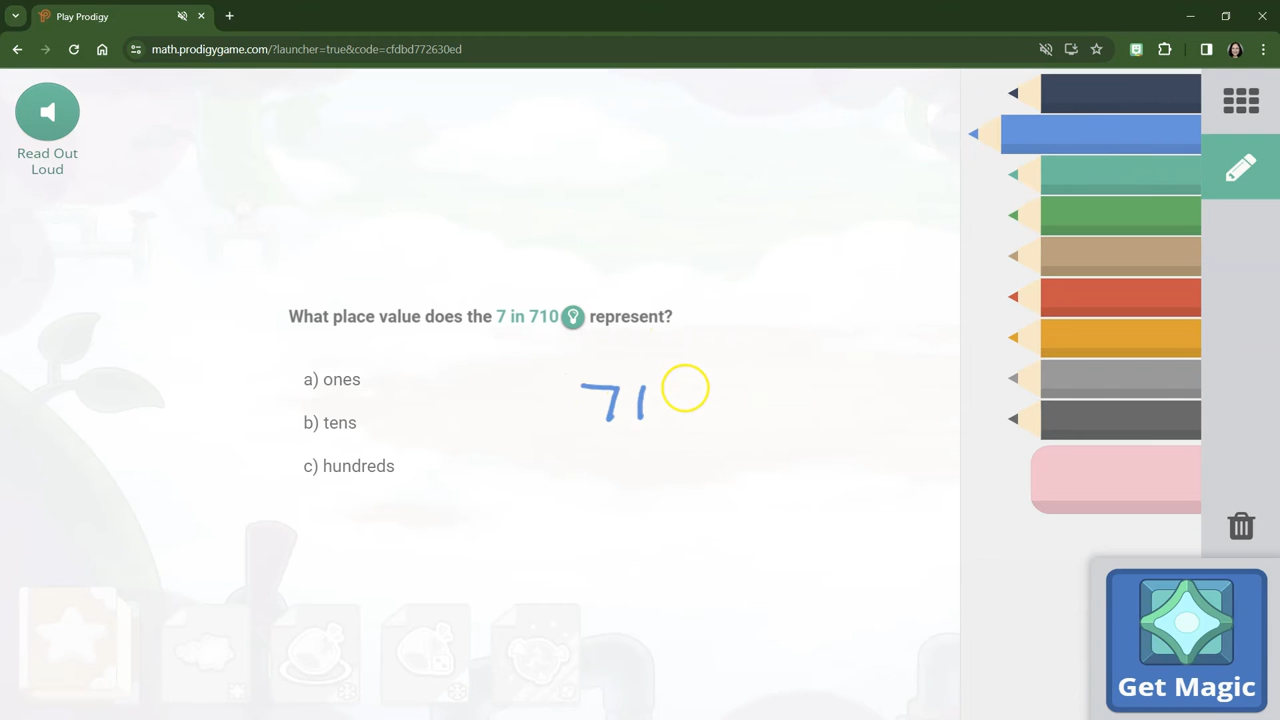 Play Prodigy
math.prodigygame.com/?launcher=true&code=cfdbd772630ed
Read Out
Loud
What place value does the 7 in 710 represent?
a) ones
b) tens
c) hundreds
71
Get Magic